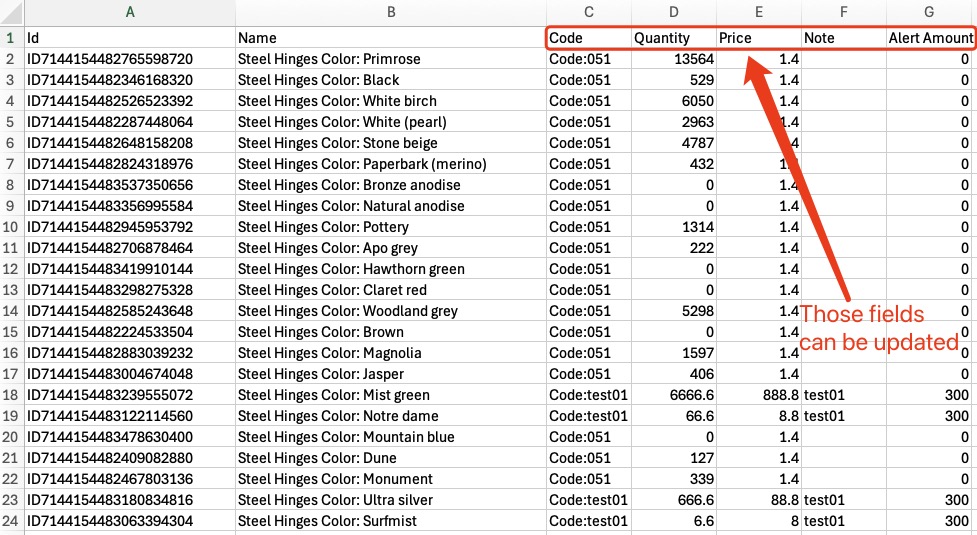 A B C D E F G
1 Id Name Code Quantity Price Note Alert Amount
2 ID7144154482765598720 Steel Hinges Color: Primrose Code:051 13564 1.4 0
3 ID7144154482346168320 Steel Hinges Color: Black Code:051 529 1.4 0
4 ID7144154482526523392 Steel Hinges Color: White birch Code:051 6050 1.4 0
5 ID7144154482287448064 Steel Hinges Color: White (pearl) Code:051 2963 1.4 0
6 ID7144154482648158208 Steel Hinges Color: Stone beige Code:051 4787 1.4 0
7 ID7144154482824318976 Steel Hinges Color: Paperbark (merino) Code:051 432 1.4 0
8 ID7144154483537350656 Steel Hinges Color: Bronze anodise Code:051 0 1.4 0
9 ID7144154483356995584 Steel Hinges Color: Natural anodise Code:051 0 1.4 0
10 ID7144154482945953792 Steel Hinges Color: Pottery Code:051 1314 1.4 0
11 ID7144154482706878464 Steel Hinges Color: Apo grey Code:051 222 1.4 0
12 ID7144154483419910144 Steel Hinges Color: Hawthorn green Code:051 0 1.4 0
13 ID7144154483298275328 Steel Hinges Color: Claret red Code:051 0 1.4 0
14 ID7144154482585243648 Steel Hinges Color: Woodland grey Code:051 5298 1.4 0
Those fields
15 ID7144154482224533504 Steel Hinges Color: Brown Code:051 0 1.4 0
can be updated
16 ID7144154482883039232 Steel Hinges Color: Magnolia Code:051 1597 1.4 0
17 ID7144154483004674048 Steel Hinges Color: Jasper Code:051 406 1.4 0
18 ID7144154483239555072 Steel Hinges Color: Mist green Code:test01 6666.6 888.8 test01 300
19 ID7144154483122114560 Steel Hinges Color: Notre dame Code:test01 66.6 8.8 test01 300
20 ID7144154483478630400 Steel Hinges Color: Mountain blue Code:051 0 1.4 0
21 ID7144154482409082880 Steel Hinges Color: Dune Code:051 127 1.4 0
22 ID7144154482467803136 Steel Hinges Color: Monument Code:051 339 1.4 0
23 ID7144154483180834816 Steel Hinges Color: Ultra silver Code:test01 666.6 88.8 test01 300
24 ID7144154483063394304 Steel Hinges Color: Surfmist Code:test01 6.6 8 test01 300